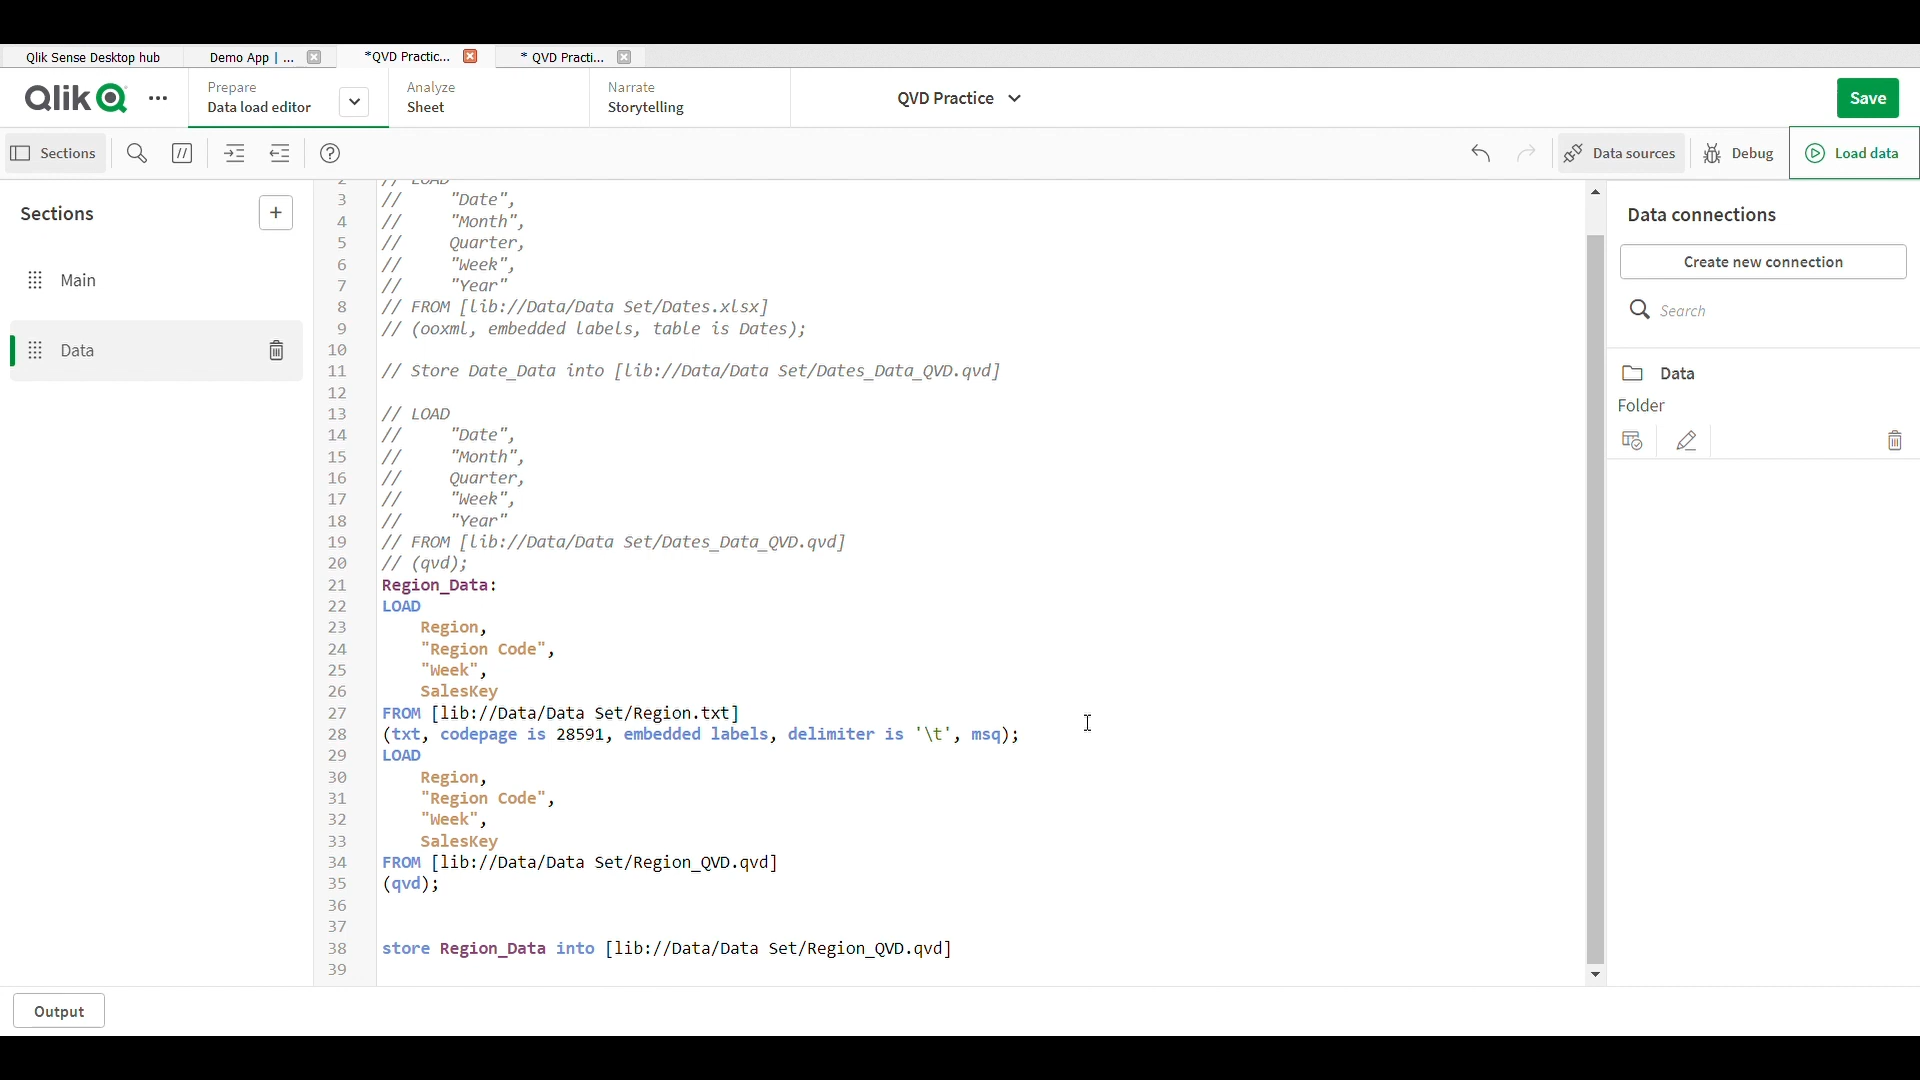 Qlik Sense Desktop hub
Demo App | ...
*QVD Practic...
* QVD Practi...
Qlik
Prepare
Data load editor
Analyze
Sheet
Narrate
Storytelling
QVD Practice
Save
Sections
Data sources
Debug
Load data
Sections
Main
Data
2 // LOAD
3 // "Date",
4 // "Month",
5 // Quarter,
6 // "Week",
7 // "Year"
8 // FROM [lib://Data/Data Set/Dates.xlsx]
9 // (ooxml, embedded labels, table is Dates);
10
11 // Store Date_Data into [lib://Data/Data Set/Dates_Data_QVD.qvd]
12
13 // LOAD
14 // "Date",
15 // "Month",
16 // Quarter,
17 // "Week",
18 // "Year"
19 // FROM [lib://Data/Data Set/Dates_Data_QVD.qvd]
20 // (qvd);
21 Region_Data:
22 LOAD
23 Region,
24 "Region Code",
25 "Week",
26 SalesKey
27 FROM [lib://Data/Data Set/Region.txt]
28 (txt, codepage is 28591, embedded labels, delimiter is '\t', msq);
29 LOAD
30 Region,
31 "Region Code",
32 "Week",
33 SalesKey
34 FROM [lib://Data/Data Set/Region_QVD.qvd]
35 (qvd);
36
37
38 store Region_Data into [lib://Data/Data Set/Region_QVD.qvd]
39
Data connections
Create new connection
Search
Data
Folder
Output